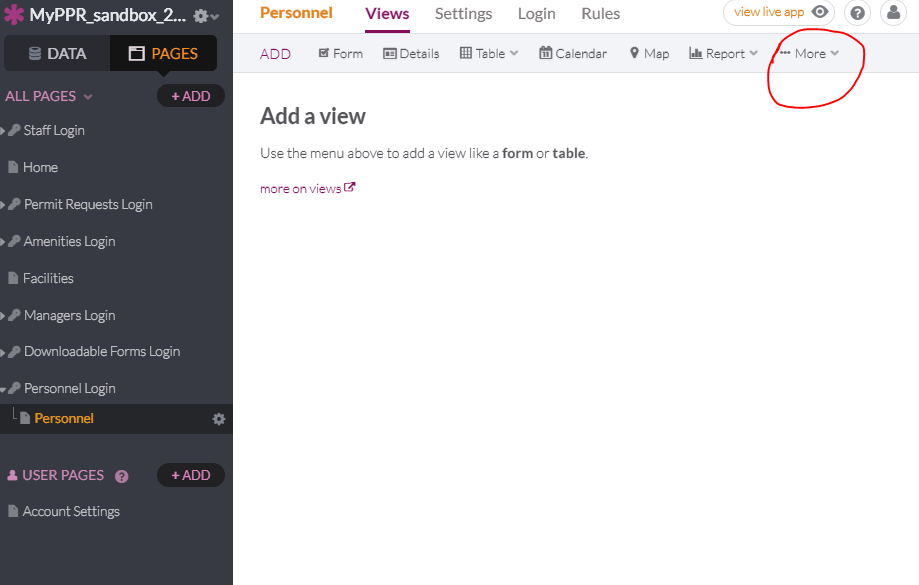 MyPPR_sandbox_2...
Personnel Views Settings Login Rules view live app ?
DATA PAGES
ADD Form Details Table Calendar Map Report ••• More
ALL PAGES + ADD
Staff Login
Home
Permit Requests Login
Amenities Login
Facilities
Managers Login
Downloadable Forms Login
Personnel Login
Personnel
USER PAGES ? + ADD
Account Settings
Add a view
Use the menu above to add a view like a form or table.
more on views